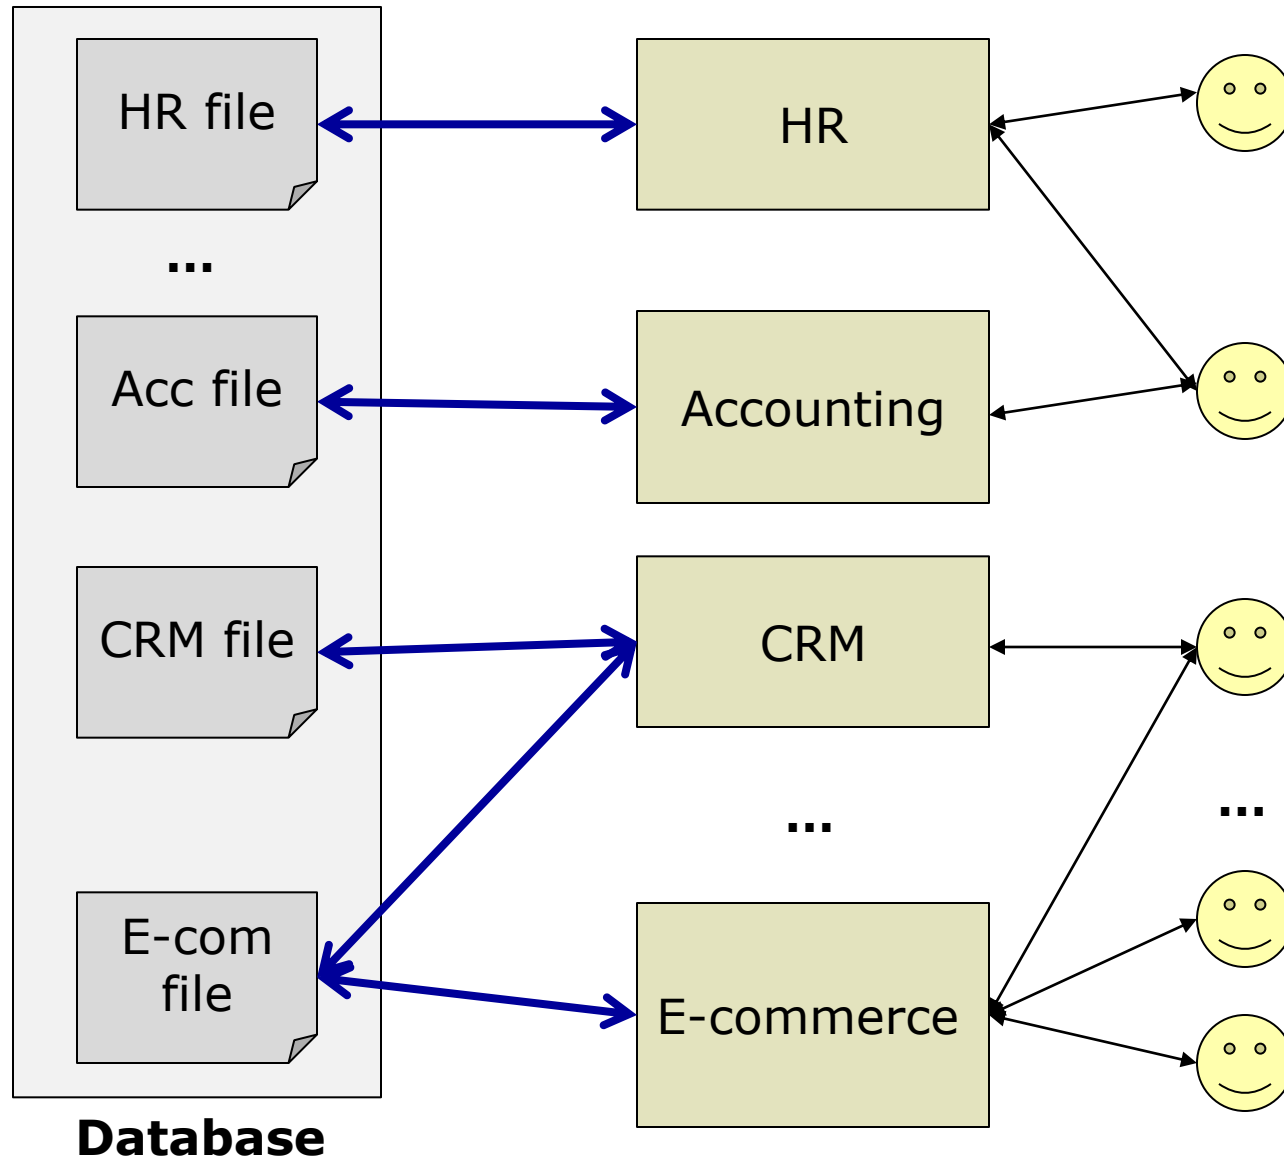 HR file
HR
...
Acc file
Accounting
CRM file
CRM
...
...
E-com
file
E-commerce
Database